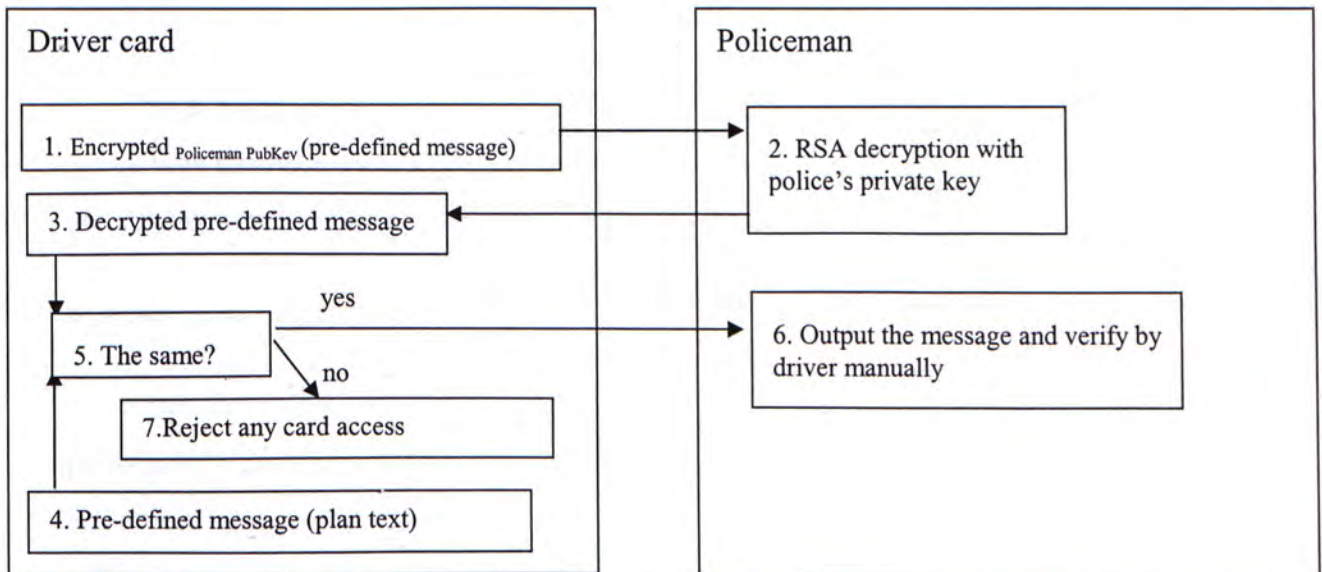 Driver card
1. Encrypted Policeman PubKey (pre-defined message)
3. Decrypted pre-defined message
yes
5. The same?
no
7.Reject any card access
4. Pre-defined message (plan text)
Policeman
2. RSA decryption with
police's private key
6. Output the message and verify by
driver manually